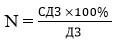 N = СДЗ ×100% / ДЗ